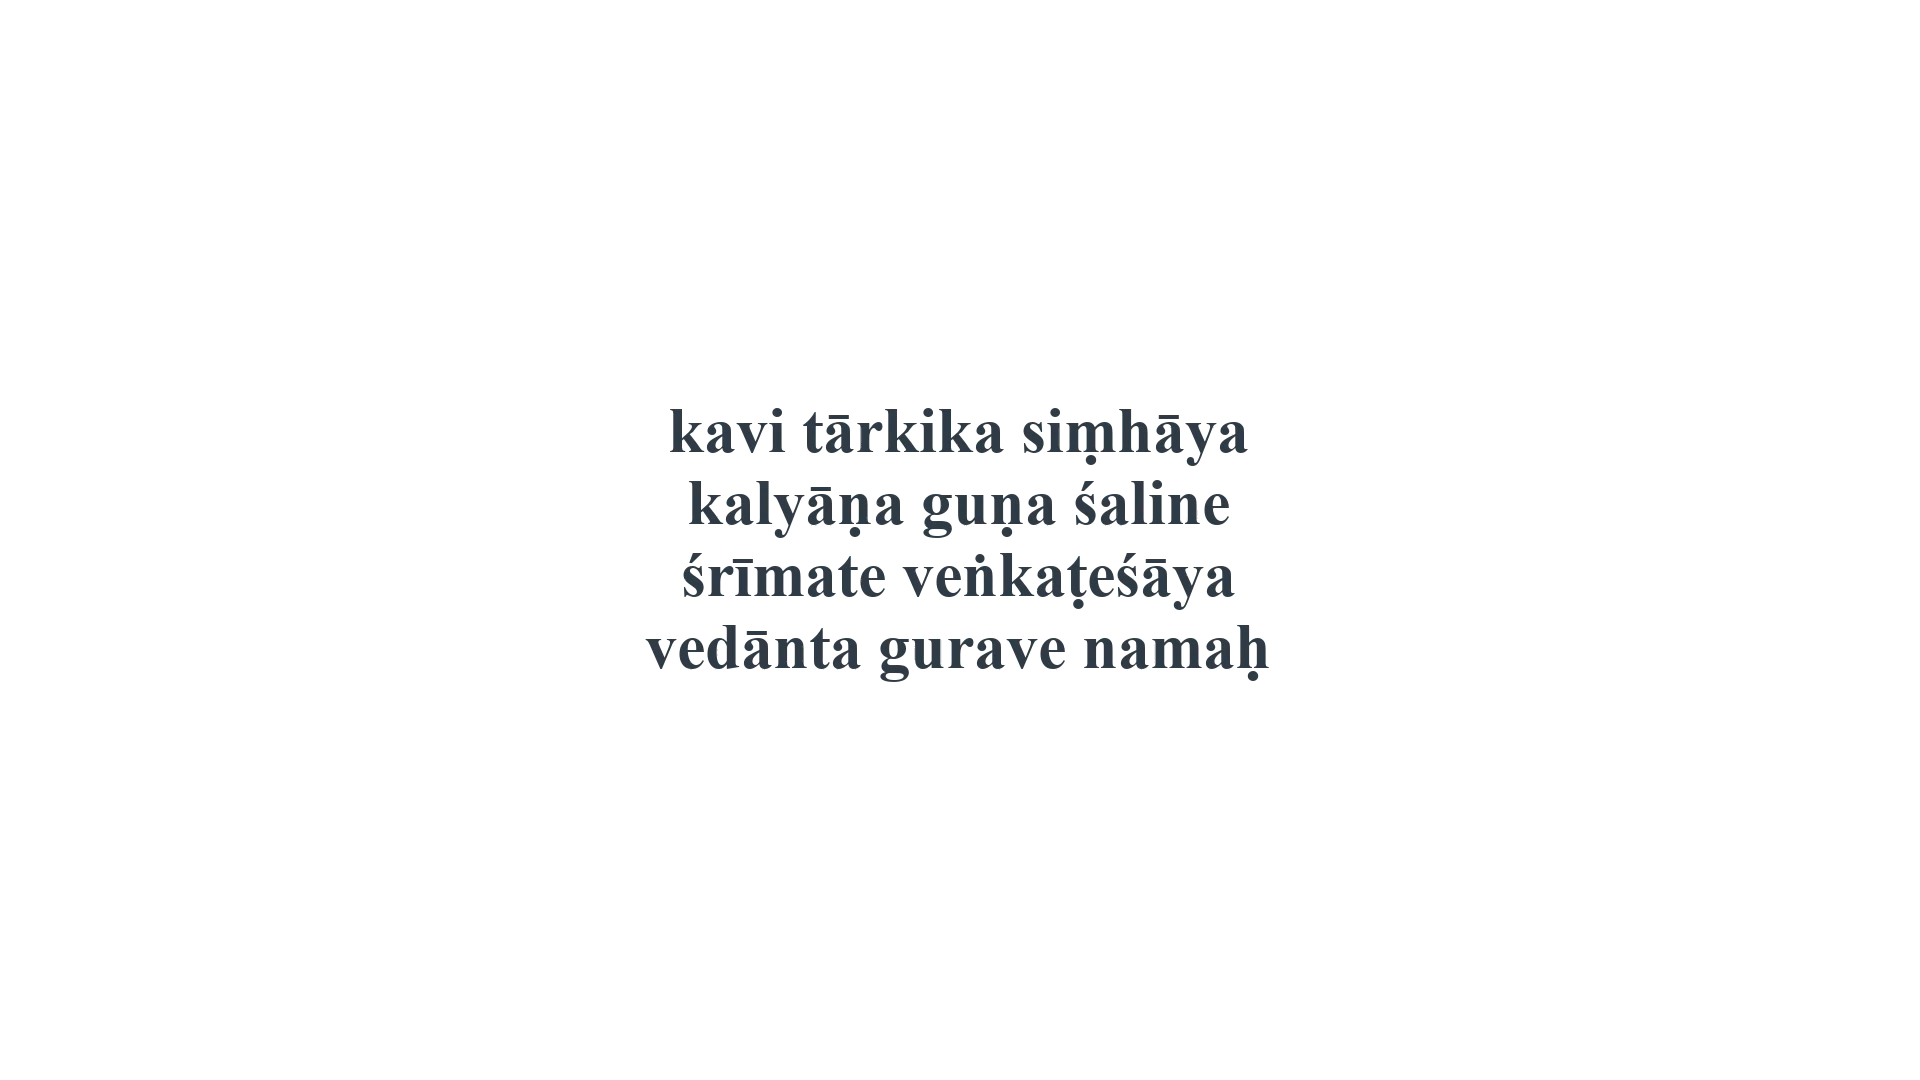 kavi tārkika siṃhāya
kalyāṇa guṇa śaline
śrīmate veṅkaṭeśāya
vedānta gurave namaḥ